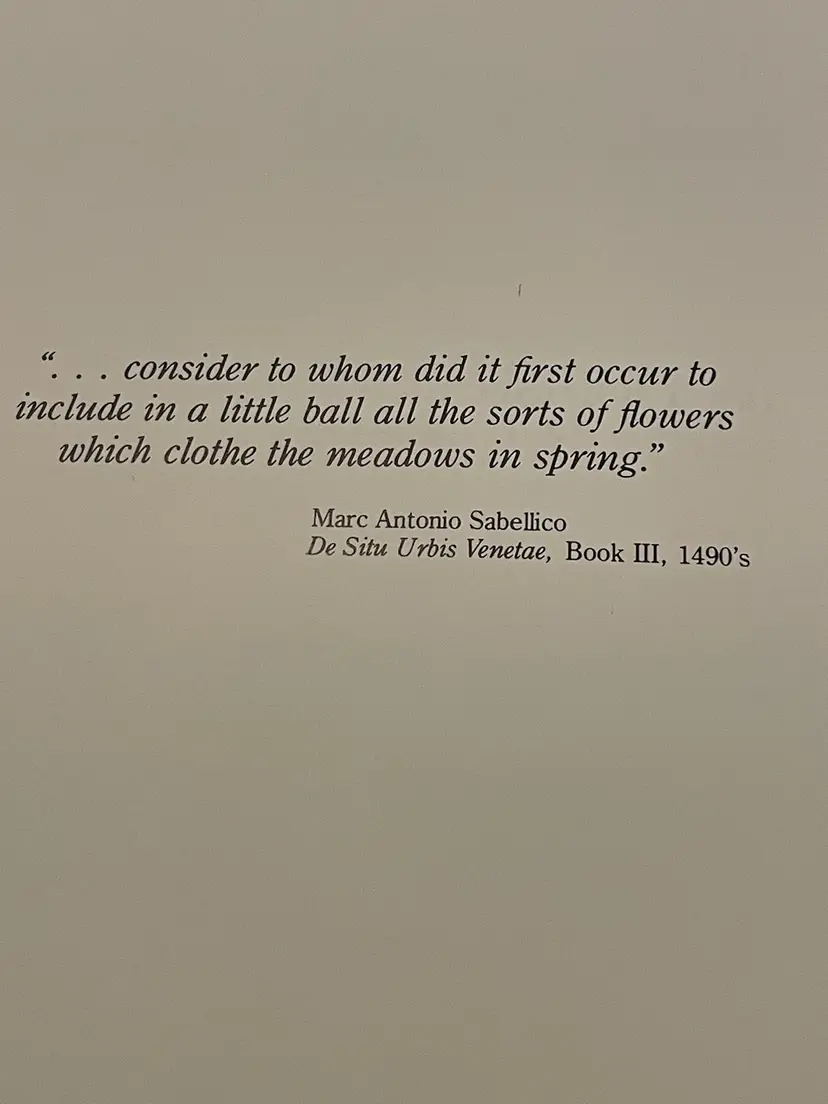 “. . . consider to whom did it first occur to
include in a little ball all the sorts of flowers
which clothe the meadows in spring.”
Marc Antonio Sabellico
De Situ Urbis Venetae, Book III, 1490’s